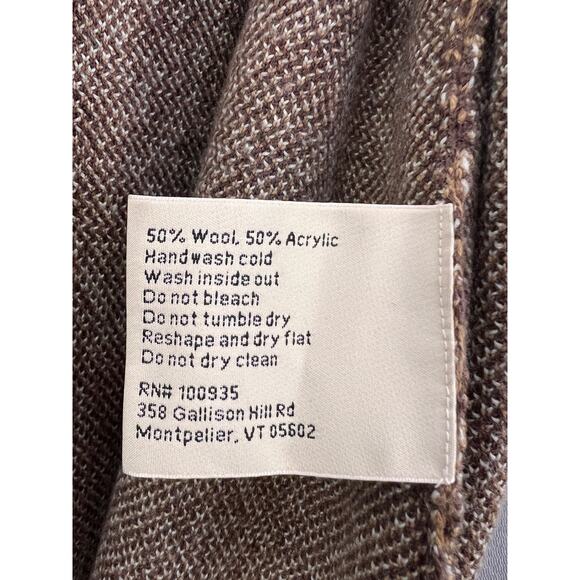 50% Wool, 50% Acrylic
Handwash cold
Wash inside out
Do not bleach
Do not tumble dry
Reshape and dry flat
Do not dry clean
RN# 100935
358 Gallison Hill Rd
Montpelier, VT 05602